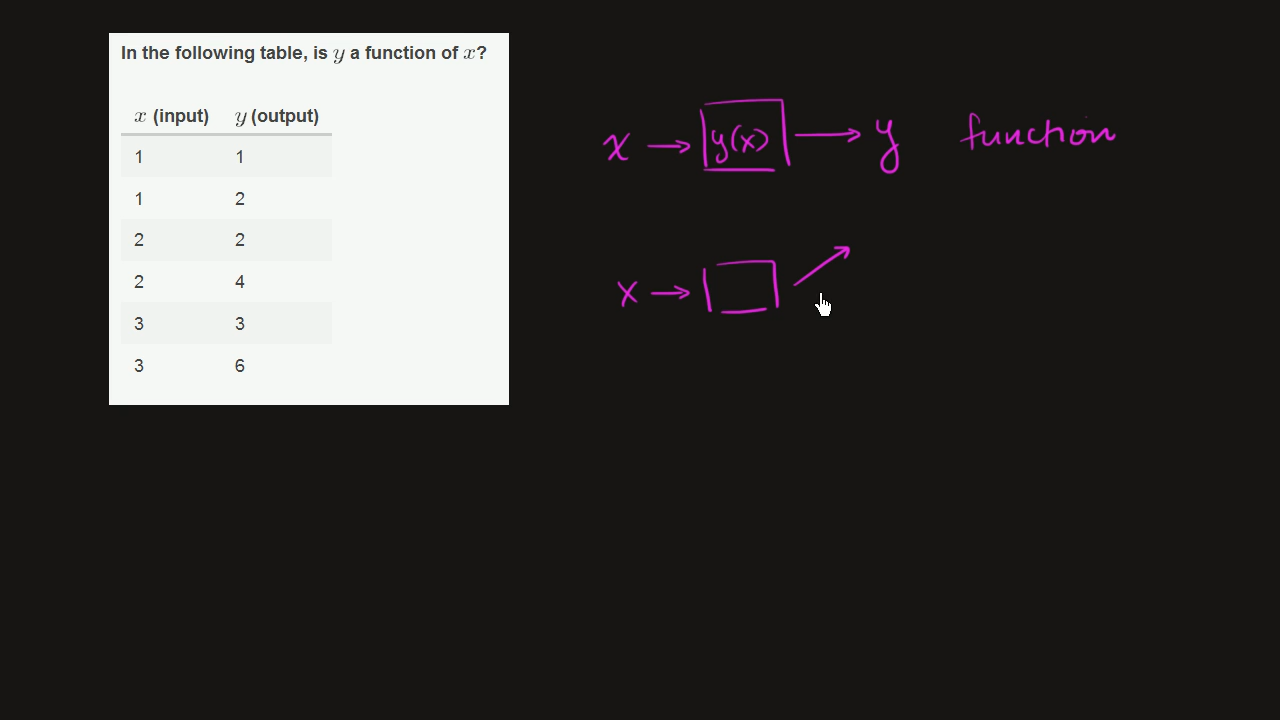 In the following table, is y a function of x?
x (input) y (output)
1 1
1 2
2 2
2 4
3 3
3 6
x → y(x) → y function
x →